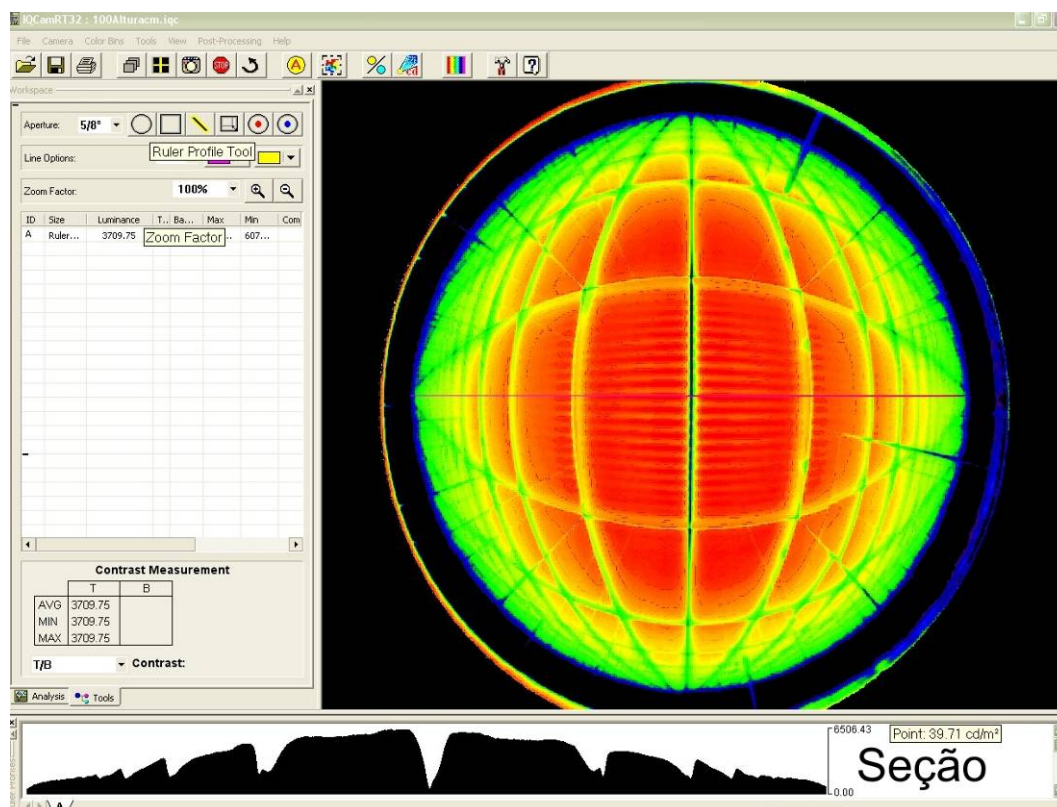 IQCamRT32 : 100Alturacm.iqc
File Camera Color Bins Tools View Post-Processing Help
Workspace
Aperture: 5/8°
Ruler Profile Tool
Line Options:
Zoom Factor: 100%
ID Size Luminance T.. Ba... Max Min Com
A Ruler... 3709.75 .. 607...
Zoom Factor
Contrast Measurement
T B
AVG 3709.75
MIN 3709.75
MAX 3709.75
T/B Contrast:
Analysis Tools
6506.43
Point: 39.71 cd/m²
Seção
0.00
A